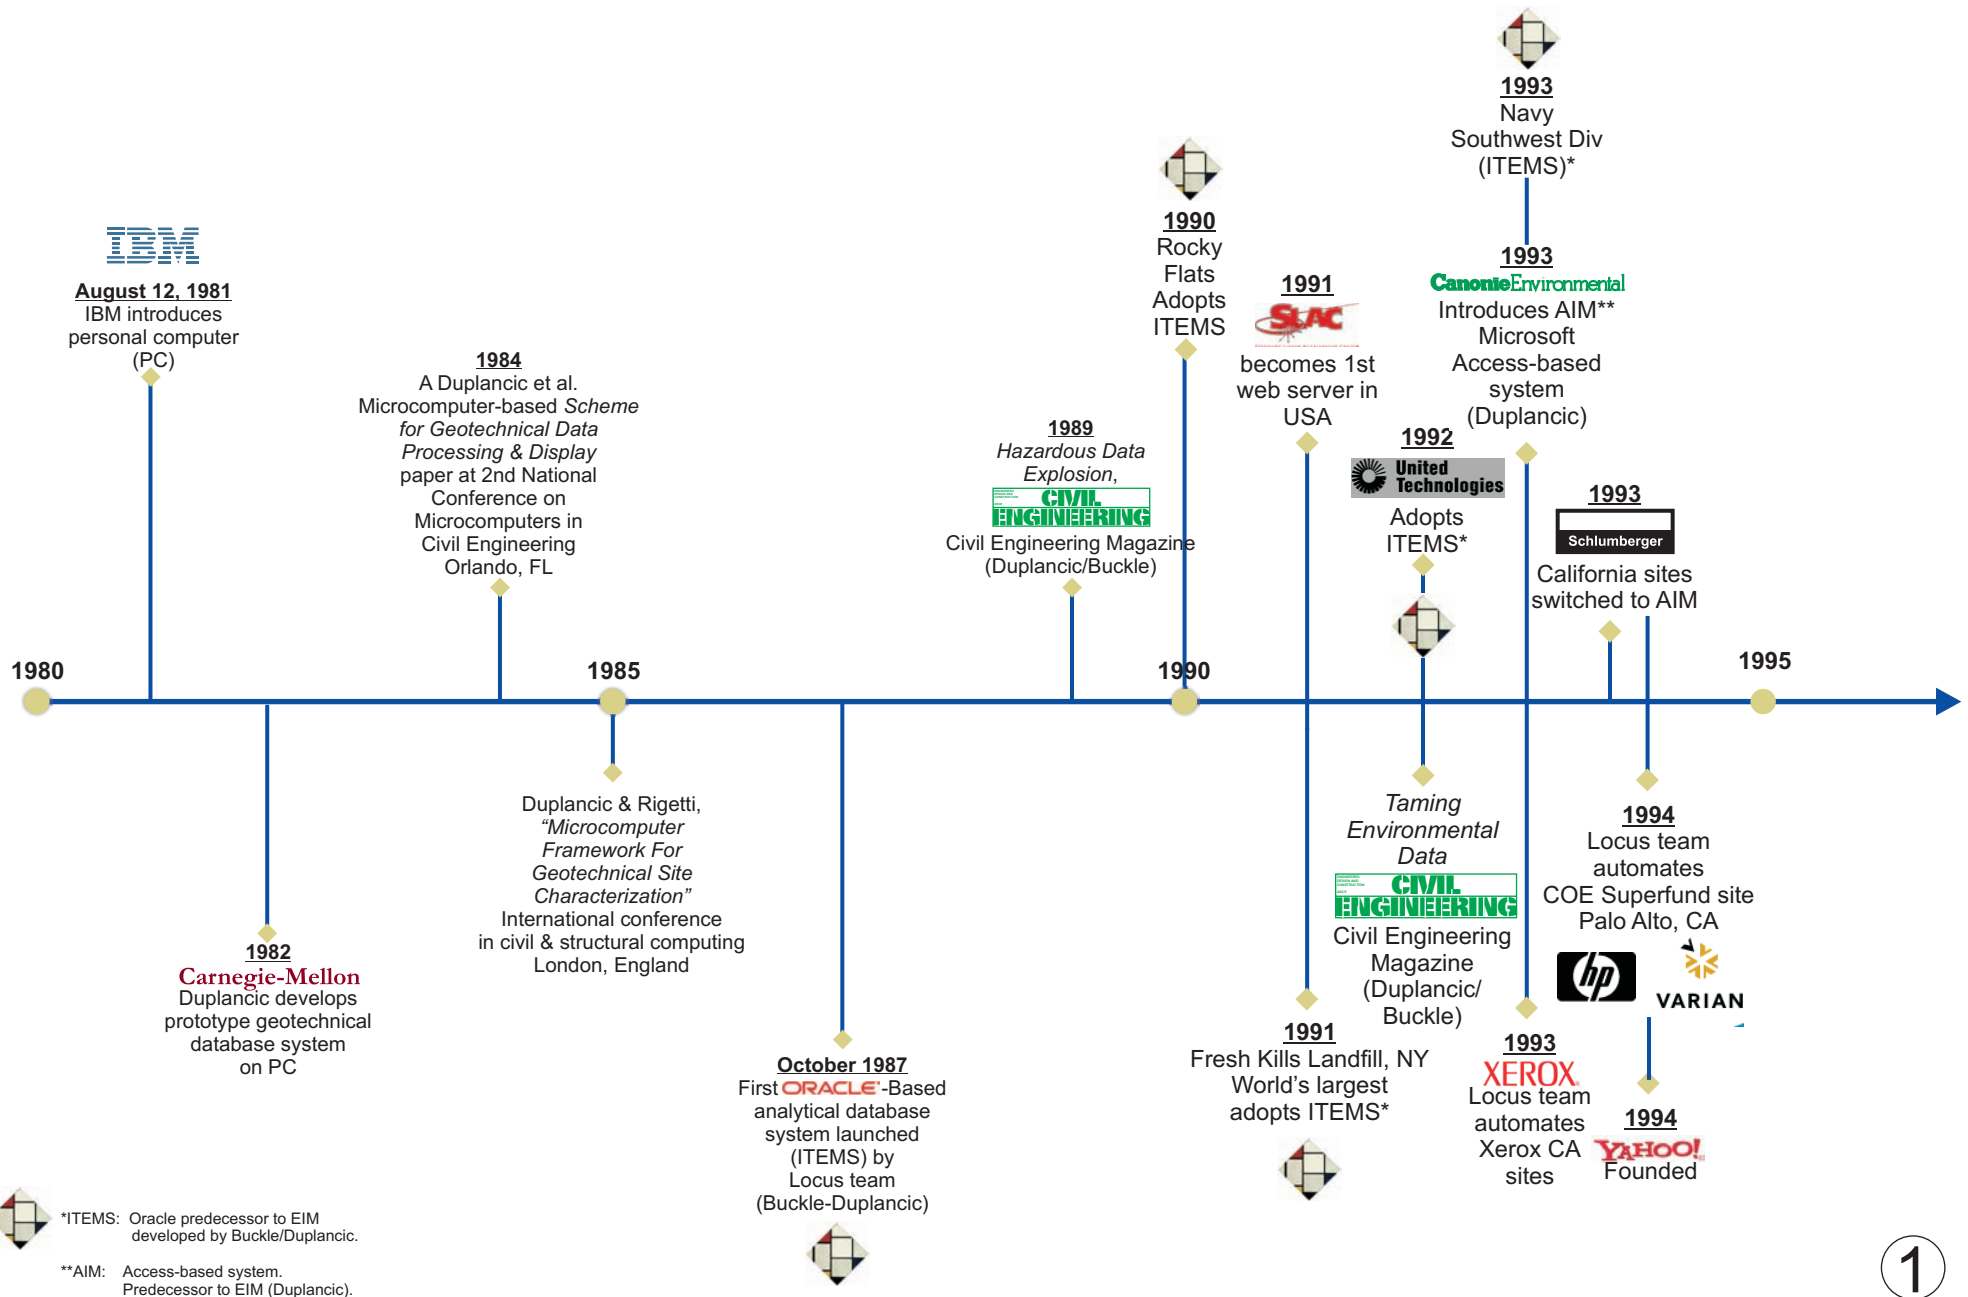 IBM
August 12, 1981
IBM introduces
personal computer
(PC)
1984
A Duplancic et al.
Microcomputer-based Scheme
for Geotechnical Data
Processing & Display
paper at 2nd National
Conference on
Microcomputers in
Civil Engineering
Orlando, FL
1989
Hazardous Data
Explosion,
CIVIL
ENGINEERING
Civil Engineering Magazine
(Duplancic/Buckle)
1990
Rocky
Flats
Adopts
ITEMS
1991
SLAC
becomes 1st
web server in
USA
1992
United
Technologies
Adopts
ITEMS*
1993
Navy
Southwest Div
(ITEMS)*
1993
Canonie Environmental
Introduces AIM**
Microsoft
Access-based
system
(Duplancic)
1993
Schlumberger
California sites
switched to AIM
1980
1985
1990
1995
1982
Carnegie-Mellon
Duplancic develops
prototype geotechnical
database system
on PC
Duplancic & Rigetti,
“Microcomputer
Framework For
Geotechnical Site
Characterization”
International conference
in civil & structural computing
London, England
October 1987
First ORACLE-Based
analytical database
system launched
(ITEMS) by
Locus team
(Buckle-Duplancic)
1991
Fresh Kills Landfill, NY
World’s largest
adopts ITEMS*
Taming
Environmental
Data
CIVIL
ENGINEERING
Civil Engineering
Magazine
(Duplancic/
Buckle)
1993
XEROX
Locus team
automates
Xerox CA
sites
1994
Locus team
automates
COE Superfund site
Palo Alto, CA
hp
VARIAN
1994
YAHOO!
Founded
*ITEMS: Oracle predecessor to EIM
developed by Buckle/Duplancic.
**AIM: Access-based system.
Predecessor to EIM (Duplancic).
1